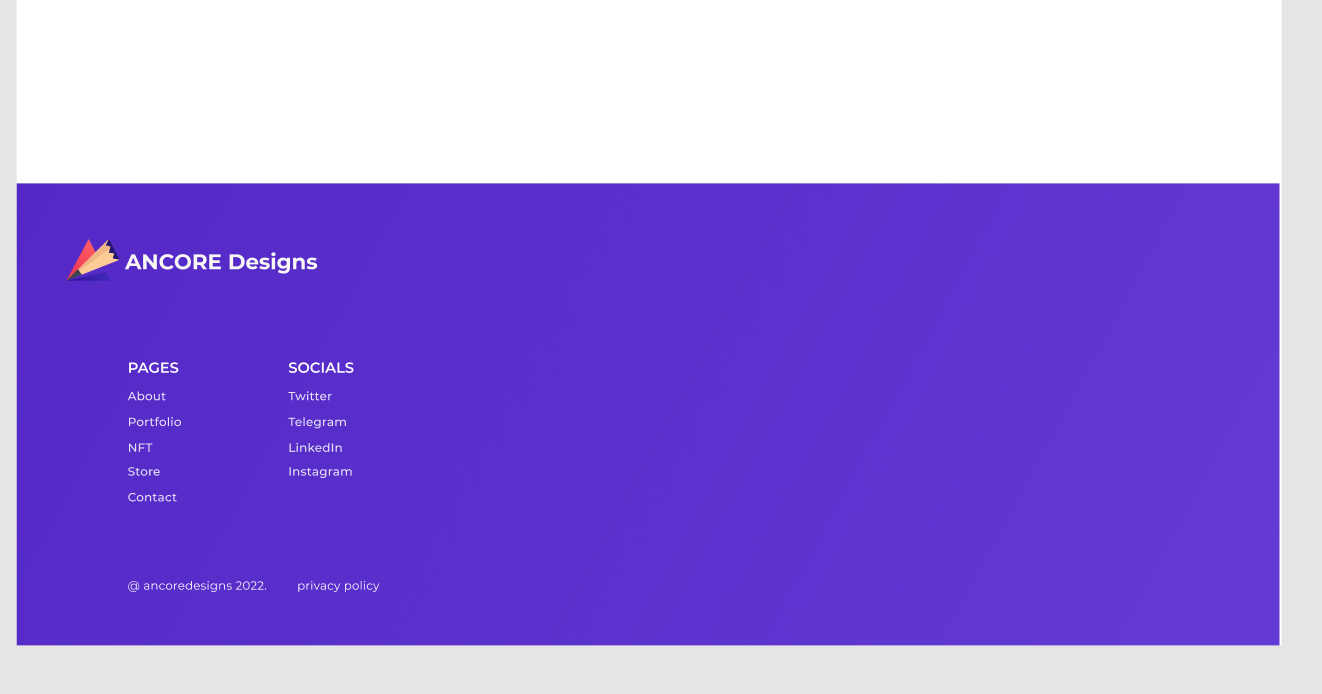 ANCORE Designs
PAGES
About
Portfolio
NFT
Store
Contact
SOCIALS
Twitter
Telegram
LinkedIn
Instagram
@ ancoredesigns 2022. privacy policy